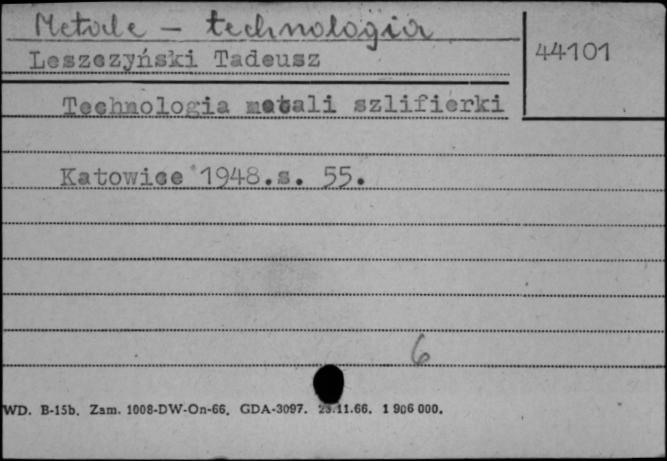 Metale - technologia
Leszczyński Tadeusz
44101
Technologia metali szlifierki
Katowice 1948.s. 55.
6
WD. B-15b. Zam. 1008-DW-On-66. GDA-3097. 23.11.66. 1 906 000.